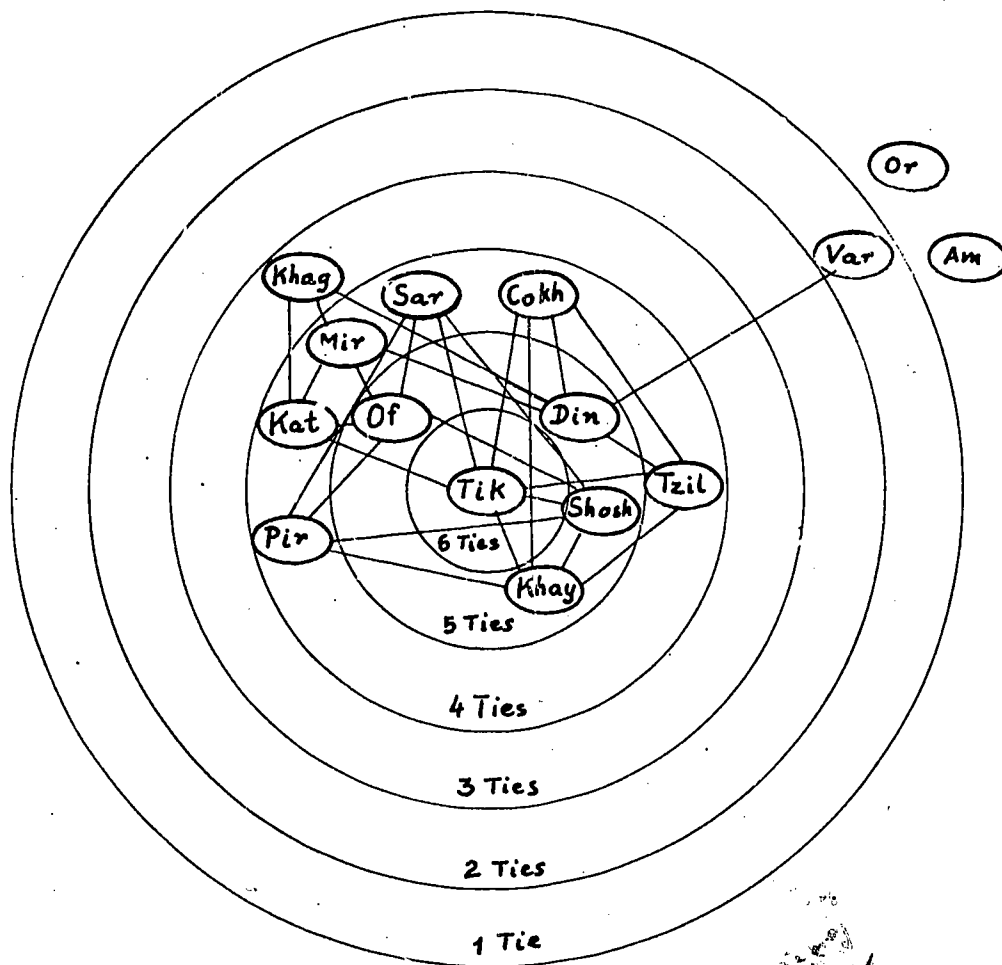 Or
Var
Am
Khag
Sar
Cokh
Mir
Kat
Of
Din
Tik
Shosh
Tzil
Pir
6 Ties
Khay
5 Ties
4 Ties
3 Ties
2 Ties
1 Tie